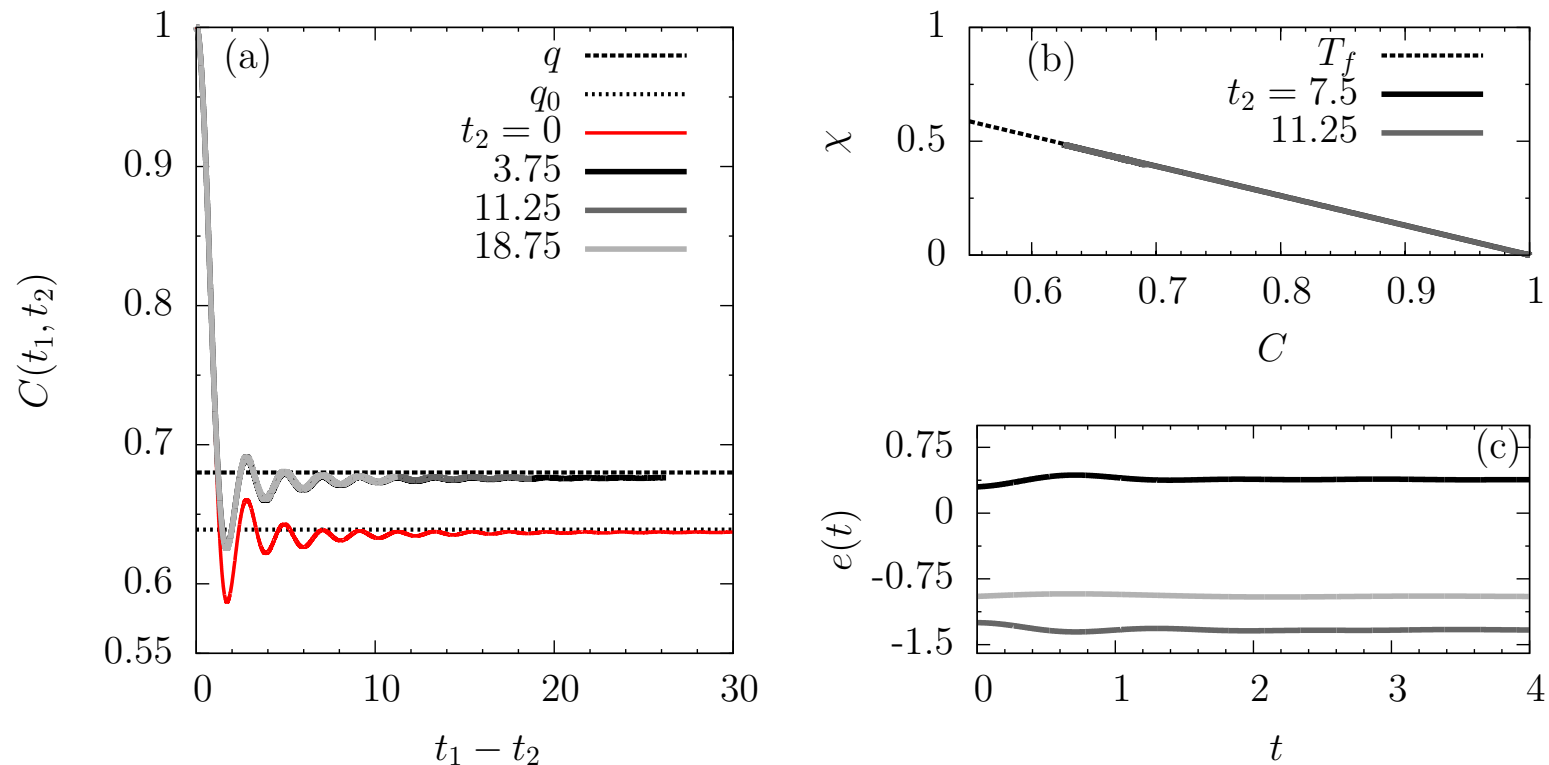 (a)
q
q0
t2 = 0
3.75
11.25
18.75
1
0.9
0.8
0.7
0.6
0.55
C(t1, t2)
0 10 20 30
t1 − t2
(b)
Tf
t2 = 7.5
11.25
1
0.5
0
χ
0.6 0.7 0.8 0.9 1
C
(c)
0.75
0
-0.75
-1.5
e(t)
0 1 2 3 4
t